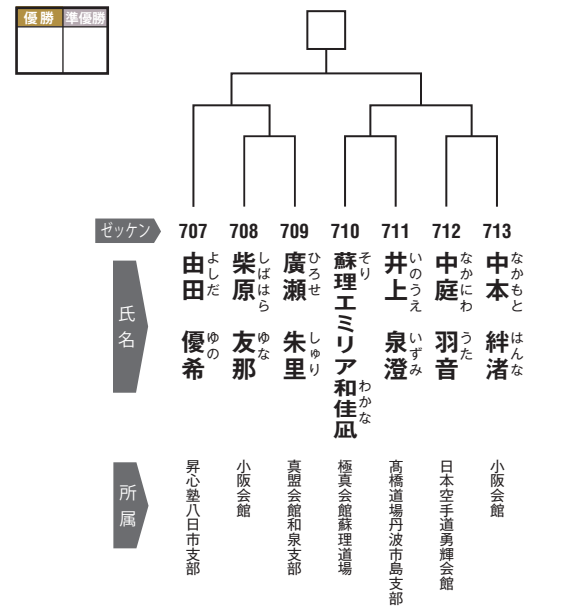 優勝 準優勝
ゼッケン 707 708 709 710 711 712 713
氏名
由田 優希
よしだ ゆの
柴原 友那
しばはら ゆな
廣瀬 朱里
ひろせ しゅり
蘇理エミリア和佳凪
そり わかな
井上 泉澄
いのうえ いずみ
中庭 羽音
なかにわ うた
中本 絆渚
なかもと はんな
所属
昇心塾八日市支部
小阪会館
真盟会館和泉支部
極真会館蘇理道場
髙橋道場丹波市島支部
日本空手道勇輝会館
小阪会館